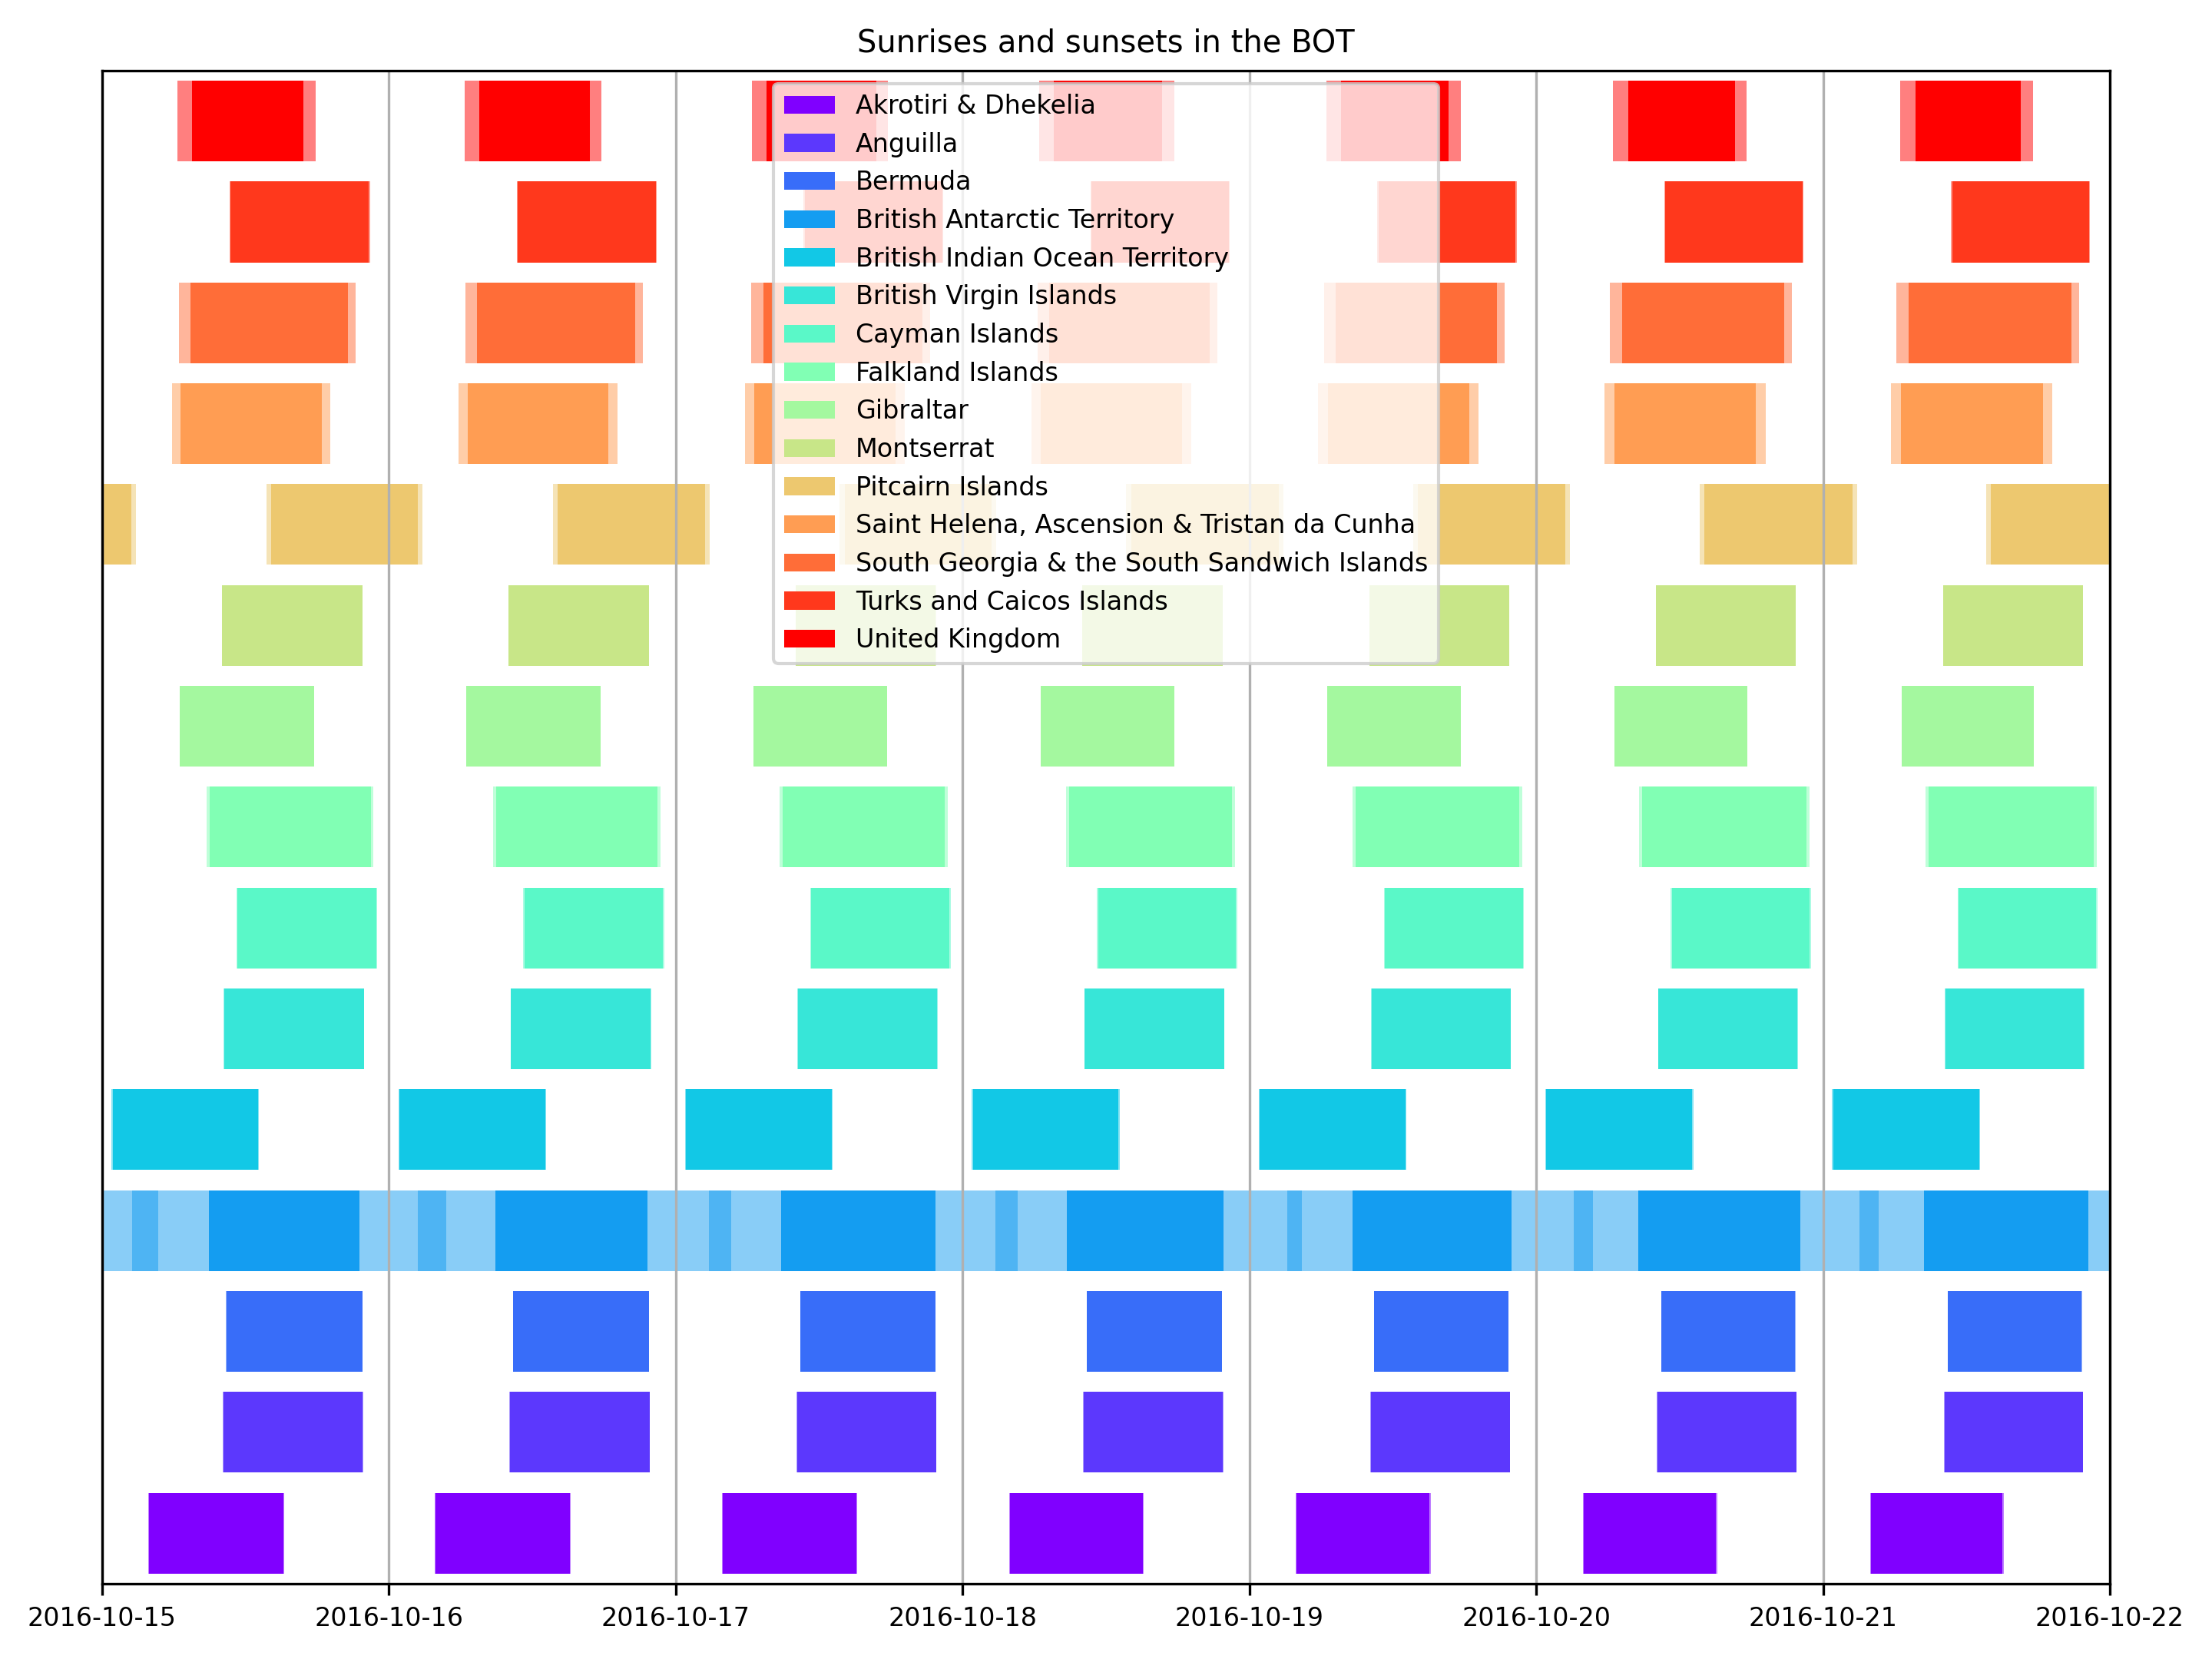 Sunrises and sunsets in the BOT
Akrotiri & Dhekelia
Anguilla
Bermuda
British Antarctic Territory
British Indian Ocean Territory
British Virgin Islands
Cayman Islands
Falkland Islands
Gibraltar
Montserrat
Pitcairn Islands
Saint Helena, Ascension & Tristan da Cunha
South Georgia & the South Sandwich Islands
Turks and Caicos Islands
United Kingdom
2016-10-15 2016-10-16 2016-10-17 2016-10-18 2016-10-19 2016-10-20 2016-10-21 2016-10-22